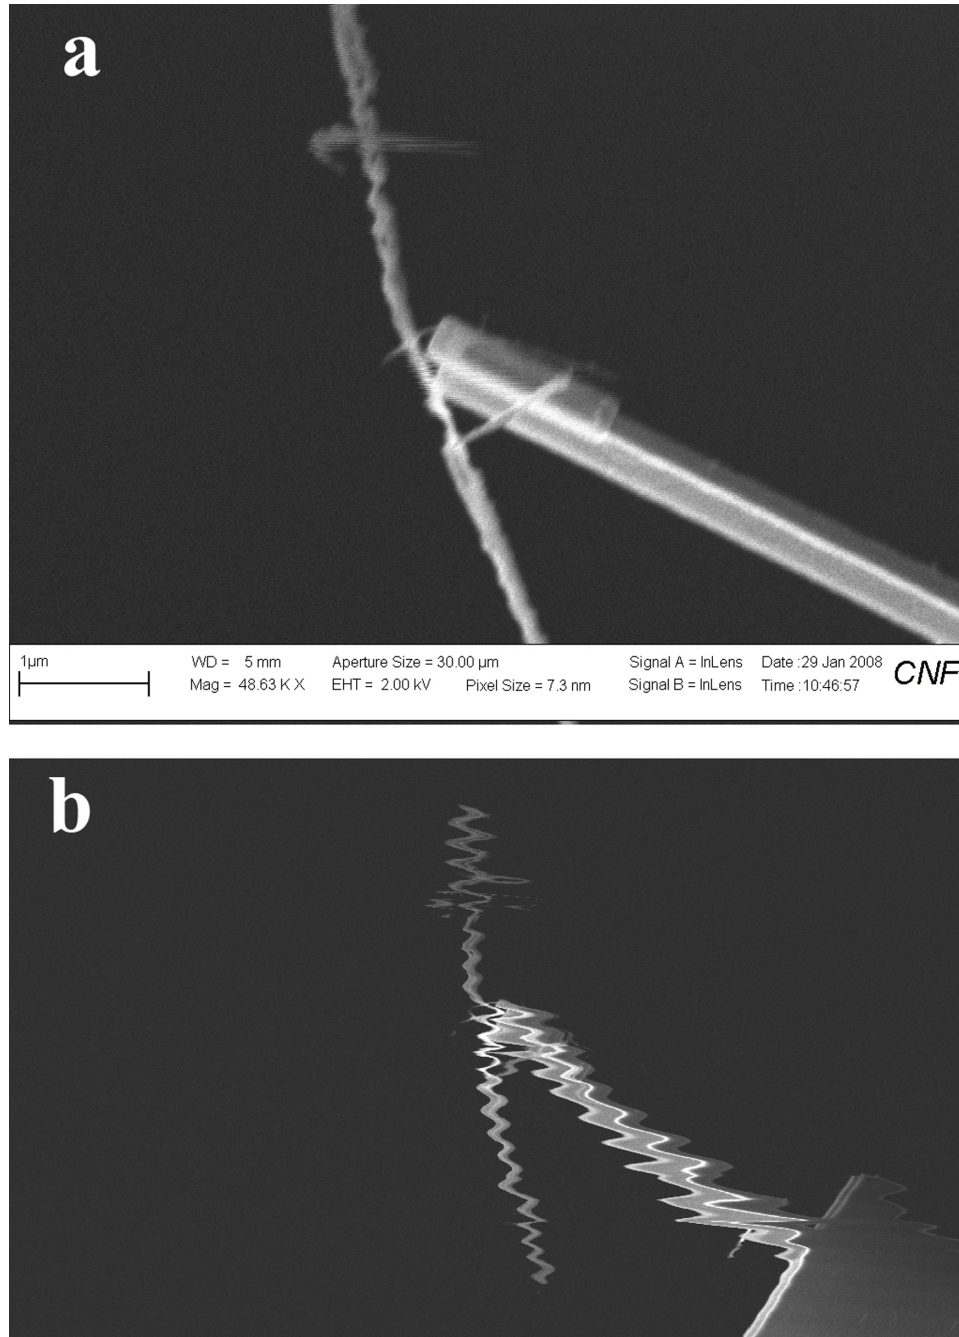 a
1µm
WD = 5 mm Aperture Size = 30.00 µm Signal A = InLens Date :29 Jan 2008 CNF
Mag = 48.63 K X EHT = 2.00 kV Pixel Size = 7.3 nm Signal B = InLens Time :10:46:57
b